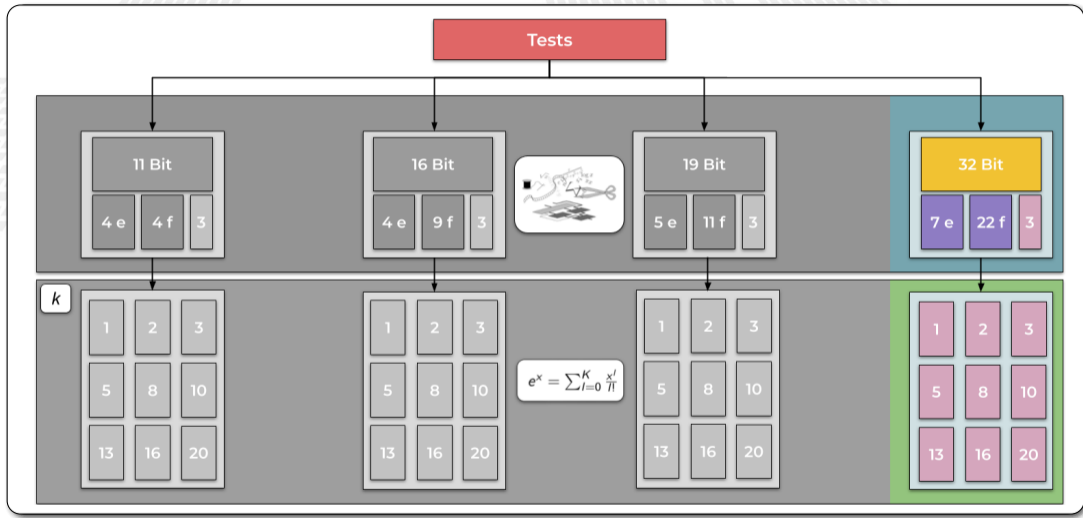 Tests
11 Bit
16 Bit
19 Bit
32 Bit
4 e 4 f 3
4 e 9 f 3
5 e 11 f 3
7 e 22 f 3
k
1 2 3
5 8 10
13 16 20
1 2 3
5 8 10
13 16 20
e^x = \sum_{l=0}^{K} \frac{x^l}{l!}
1 2 3
5 8 10
13 16 20
1 2 3
5 8 10
13 16 20